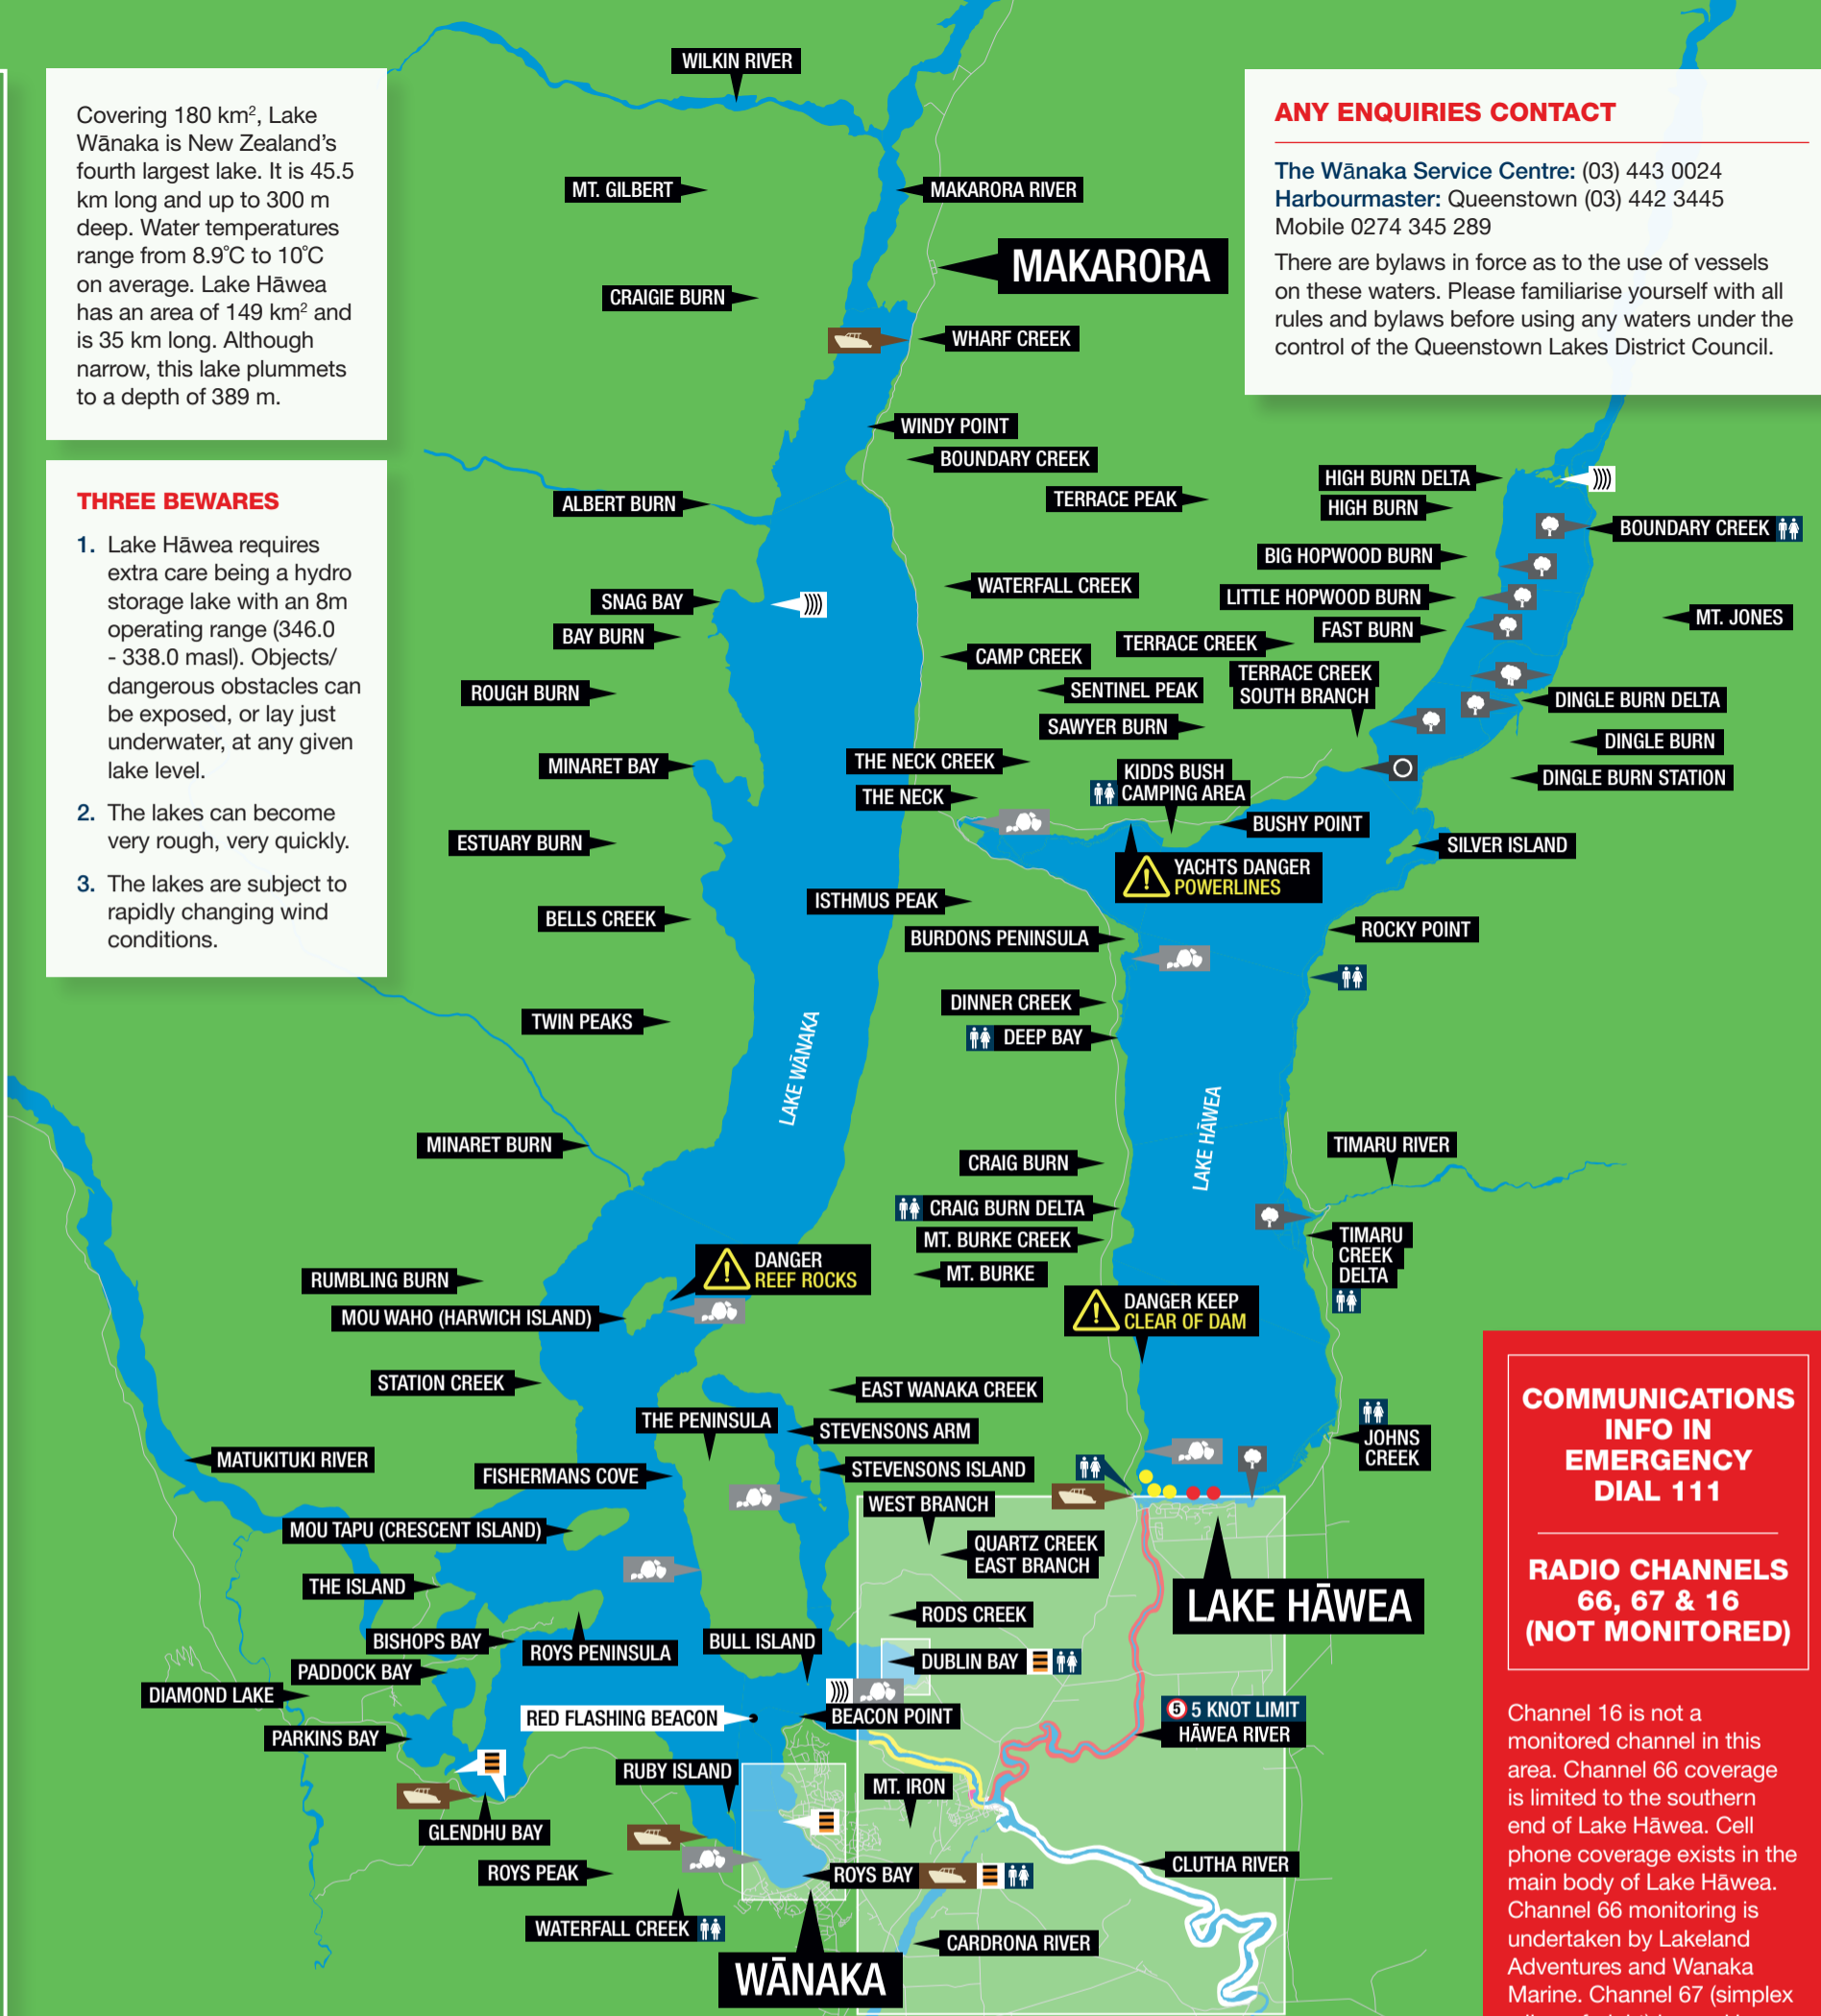 Covering 180 km², Lake
Wānaka is New Zealand's
fourth largest lake. It is 45.5
km long and up to 300 m
deep. Water temperatures
range from 8.9˚C to 10˚C
on average. Lake Hāwea
has an area of 149 km² and
is 35 km long. Although
narrow, this lake plummets
to a depth of 389 m.
THREE BEWARES
1. Lake Hāwea requires
extra care being a hydro
storage lake with an 8m
operating range (346.0
- 338.0 masl). Objects/
dangerous obstacles can
be exposed, or lay just
underwater, at any given
lake level.
2. The lakes can become
very rough, very quickly.
3. The lakes are subject to
rapidly changing wind
conditions.
ANY ENQUIRIES CONTACT
The Wānaka Service Centre: (03) 443 0024
Harbourmaster: Queenstown (03) 442 3445
Mobile 0274 345 289
There are bylaws in force as to the use of vessels
on these waters. Please familiarise yourself with all
rules and bylaws before using any waters under the
control of the Queenstown Lakes District Council.
WILKIN RIVER
MT. GILBERT
MAKARORA RIVER
MAKARORA
CRAIGIE BURN
WHARF CREEK
WINDY POINT
BOUNDARY CREEK
ALBERT BURN
TERRACE PEAK
HIGH BURN DELTA
HIGH BURN
BOUNDARY CREEK
BIG HOPWOOD BURN
WATERFALL CREEK
LITTLE HOPWOOD BURN
SNAG BAY
MT. JONES
BAY BURN
FAST BURN
TERRACE CREEK
CAMP CREEK
TERRACE CREEK
SOUTH BRANCH
SENTINEL PEAK
ROUGH BURN
DINGLE BURN DELTA
SAWYER BURN
DINGLE BURN
THE NECK CREEK
MINARET BAY
KIDDS BUSH
CAMPING AREA
DINGLE BURN STATION
THE NECK
BUSHY POINT
ESTUARY BURN
SILVER ISLAND
YACHTS DANGER
POWERLINES
ISTHMUS PEAK
BELLS CREEK
ROCKY POINT
BURDONS PENINSULA
DINNER CREEK
TWIN PEAKS
DEEP BAY
LAKE WĀNAKA
LAKE HĀWEA
MINARET BURN
TIMARU RIVER
CRAIG BURN
CRAIG BURN DELTA
MT. BURKE CREEK
TIMARU
CREEK
DELTA
DANGER
REEF ROCKS
MT. BURKE
RUMBLING BURN
MOU WAHO (HARWICH ISLAND)
DANGER KEEP
CLEAR OF DAM
STATION CREEK
EAST WANAKA CREEK
THE PENINSULA
STEVENSONS ARM
JOHNS
CREEK
MATUKITUKI RIVER
FISHERMANS COVE
STEVENSONS ISLAND
WEST BRANCH
MOU TAPU (CRESCENT ISLAND)
QUARTZ CREEK
EAST BRANCH
THE ISLAND
LAKE HĀWEA
RODS CREEK
BISHOPS BAY
ROYS PENINSULA
BULL ISLAND
DUBLIN BAY
PADDOCK BAY
DIAMOND LAKE
RED FLASHING BEACON
BEACON POINT
5 5 KNOT LIMIT
HĀWEA RIVER
PARKINS BAY
RUBY ISLAND
MT. IRON
GLENDHU BAY
ROYS PEAK
ROYS BAY
CLUTHA RIVER
WATERFALL CREEK
CARDRONA RIVER
WĀNAKA
COMMUNICATIONS
INFO IN
EMERGENCY
DIAL 111
RADIO CHANNELS
66, 67 & 16
(NOT MONITORED)
Channel 16 is not a
monitored channel in this
area. Channel 66 coverage
is limited to the southern
end of Lake Hāwea. Cell
phone coverage exists in the
main body of Lake Hāwea.
Channel 66 monitoring is
undertaken by Lakeland
Adventures and Wanaka
Marine. Channel 67 (simplex